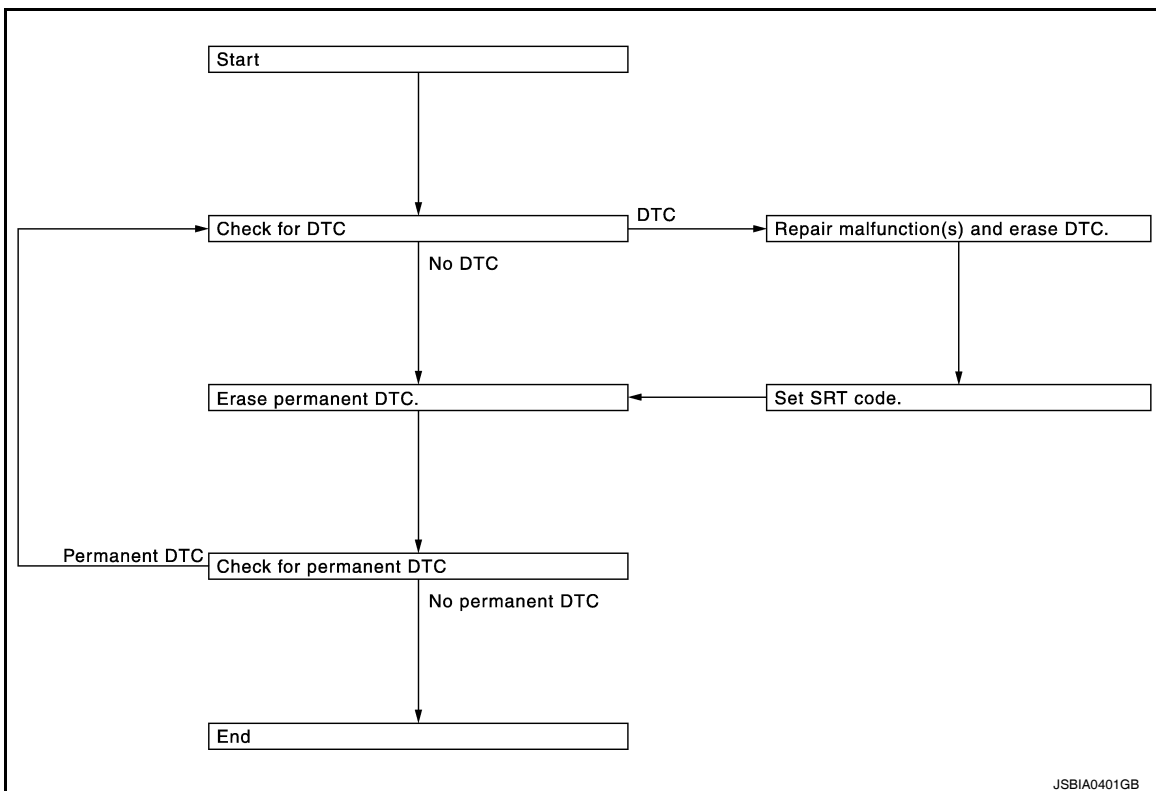 Start
Check for DTC
DTC
Repair malfunction(s) and erase DTC.
No DTC
Erase permanent DTC.
Set SRT code.
Permanent DTC
Check for permanent DTC
No permanent DTC
End
JSBIA0401GB